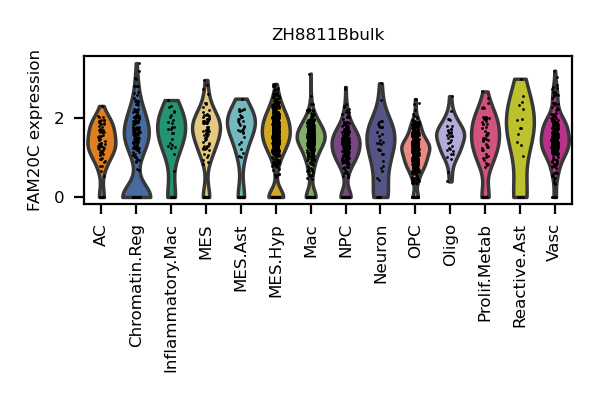 ZH8811Bbulk
FAM20C expression
2
0
AC
Chromatin.Reg
Inflammatory.Mac
MES
MES.Ast
MES.Hyp
Mac
NPC
Neuron
OPC
Oligo
Prolif.Metab
Reactive.Ast
Vasc